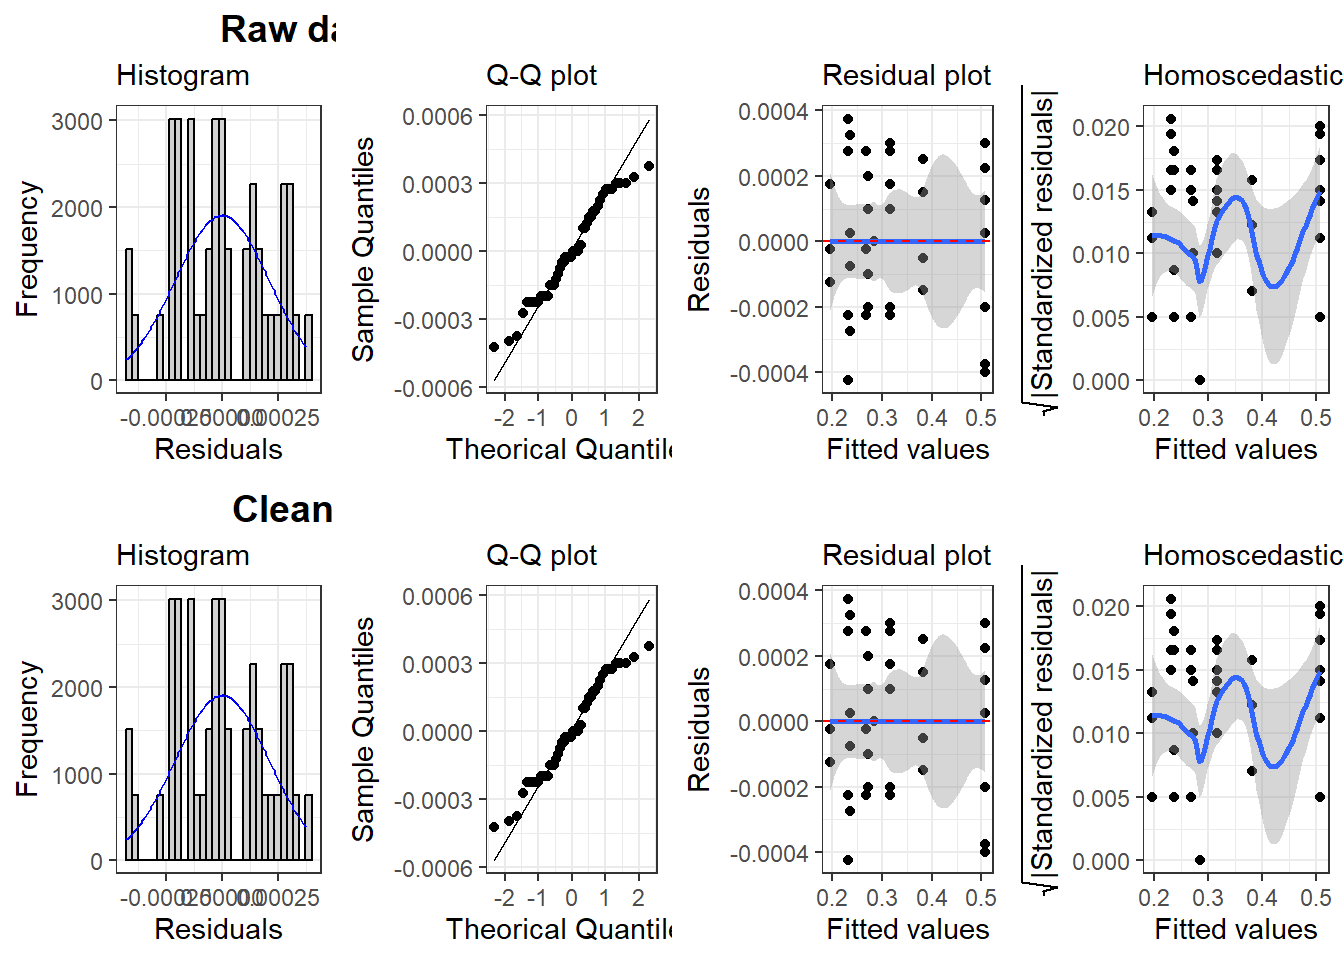 Raw da
Histogram
Q-Q plot
Residual plot
Homoscedastic
3000
2000
1000
0
Frequency
Residuals
0.0006
0.0003
0.0000
-0.0003
-0.0006
Sample Quantiles
-2 -1 0 1 2
Theorical Quantile
0.0004
0.0002
0.0000
-0.0002
-0.0004
Residuals
0.2 0.3 0.4 0.5
Fitted values
0.020
0.015
0.010
0.005
0.000
√|Standardized residuals|
0.2 0.3 0.4 0.5
Fitted values
Clean
Histogram
Q-Q plot
Residual plot
Homoscedastic
3000
2000
1000
0
Frequency
Residuals
0.0006
0.0003
0.0000
-0.0003
-0.0006
Sample Quantiles
-2 -1 0 1 2
Theorical Quantile
0.0004
0.0002
0.0000
-0.0002
-0.0004
Residuals
0.2 0.3 0.4 0.5
Fitted values
0.020
0.015
0.010
0.005
0.000
√|Standardized residuals|
0.2 0.3 0.4 0.5
Fitted values